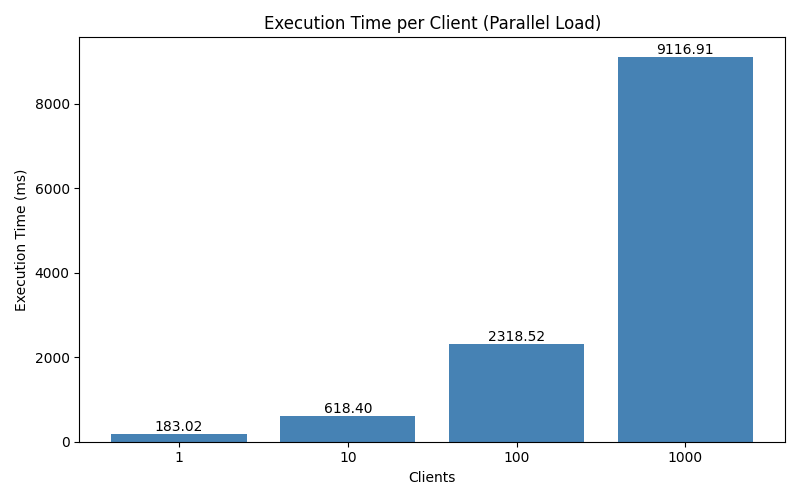 Execution Time per Client (Parallel Load)
9116.91
8000
6000
Execution Time (ms)
4000
2318.52
2000
618.40
183.02
0
1 10 100 1000
Clients